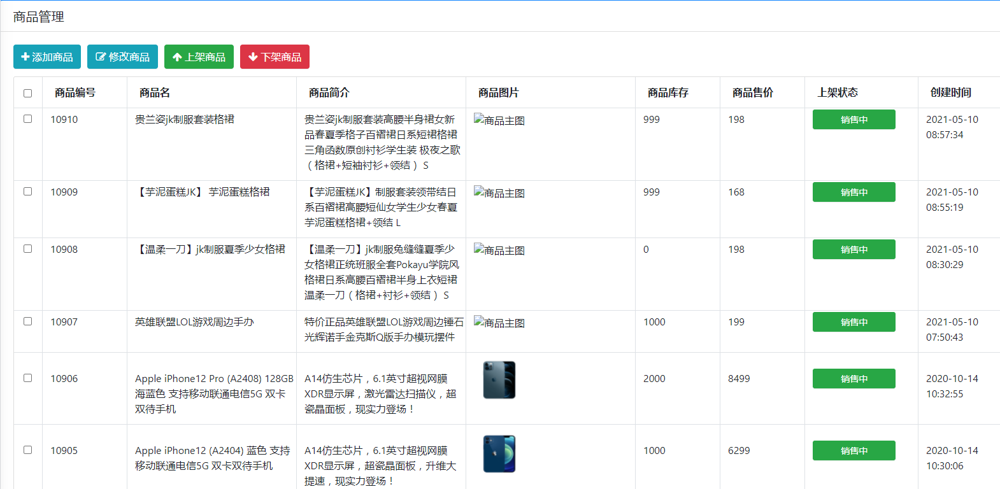 商品管理
添加商品 修改商品 上架商品 下架商品
商品编号 商品名 商品简介 商品图片 商品库存 商品售价 上架状态 创建时间
10910 贵兰姿jk制服套装格裙 贵兰姿jk制服套装高腰半身裙女新 商品主图 999 198 销售中 2021-05-10
品春夏季格子百褶裙日系短裙格裙 08:57:34
三角函数原创衬衫学生装 极夜之歌
（格裙+短袖衬衫+领结） S
10909 【芋泥蛋糕JK】 芋泥蛋糕格裙 【芋泥蛋糕JK】制服套装领带结日 商品主图 999 168 销售中 2021-05-10
系百褶裙高腰短仙女学生少女春夏 08:55:19
芋泥蛋糕格裙+领结 L
10908 【温柔一刀】jk制服夏季少女格裙 【温柔一刀】jk制服兔缝缝夏季少 商品主图 0 198 销售中 2021-05-10
女格裙正统班服全套Pokayu学院风 08:30:29
格裙日系高腰百褶裙半身上衣短裙
温柔一刀（格裙+衬衫+领结） S
10907 英雄联盟LOL游戏周边手办 特价正品英雄联盟LOL游戏周边锤石 商品主图 1000 199 销售中 2021-05-10
光辉诺手金克斯Q版手办模玩摆件 07:50:43
10906 Apple iPhone12 Pro (A2408) 128GB A14仿生芯片，6.1英寸超视网膜 2000 8499 销售中 2020-10-14
海蓝色 支持移动联通电信5G 双卡 XDR显示屏，激光雷达扫描仪，超 10:32:55
双待手机 瓷晶面板，现实力登场！
10905 Apple iPhone12 (A2404) 蓝色 支持 A14仿生芯片，6.1英寸超视网膜 1000 6299 销售中 2020-10-14
移动联通电信5G 双卡双待手机 XDR显示屏，超瓷晶面板，升维大 10:30:06
提速，现实力登场！